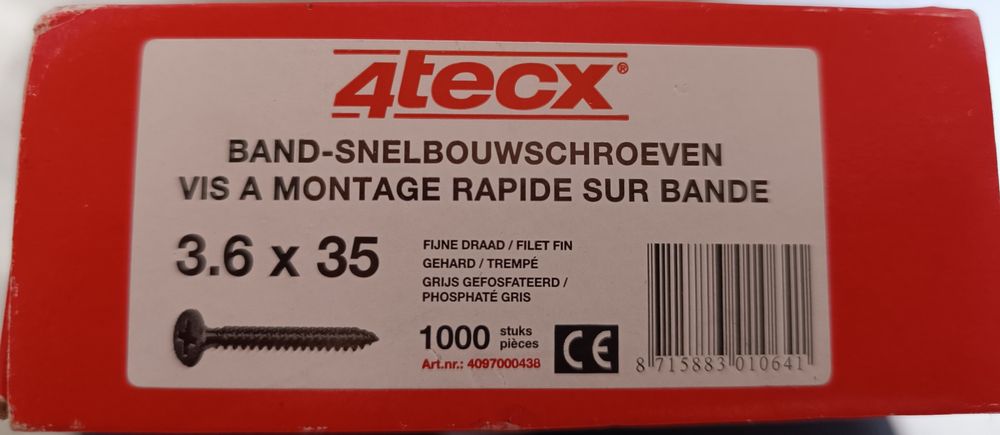 4tecx®
BAND-SNELBOUWSCHROEVEN
VIS A MONTAGE RAPIDE SUR BANDE
3.6 x 35
FIJNE DRAAD / FILET FIN
GEHARD / TREMPÉ
GRIJS GEFOSFATEERD /
PHOSPHATÉ GRIS
1000 stuks
pièces
Art.nr.: 4097000438
CE
8 715883 010641